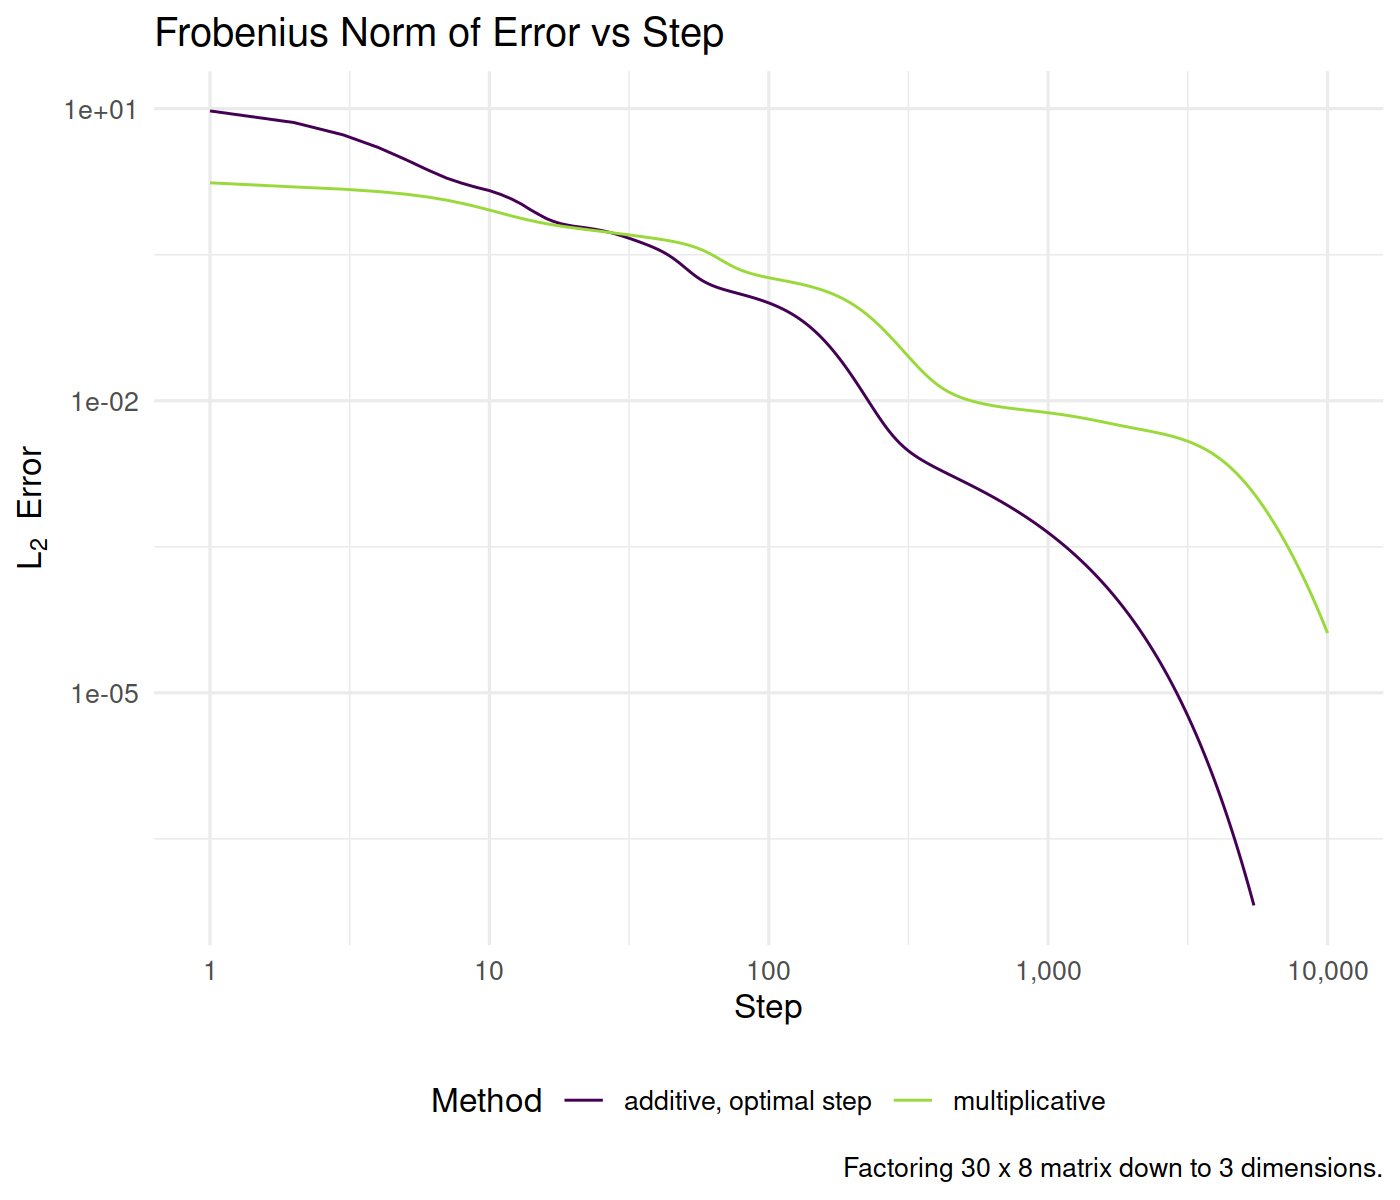 Frobenius Norm of Error vs Step
1e+01
1e-02
1e-05
L₂ Error
1 10 100 1,000 10,000
Step
Method additive, optimal step multiplicative
Factoring 30 x 8 matrix down to 3 dimensions.